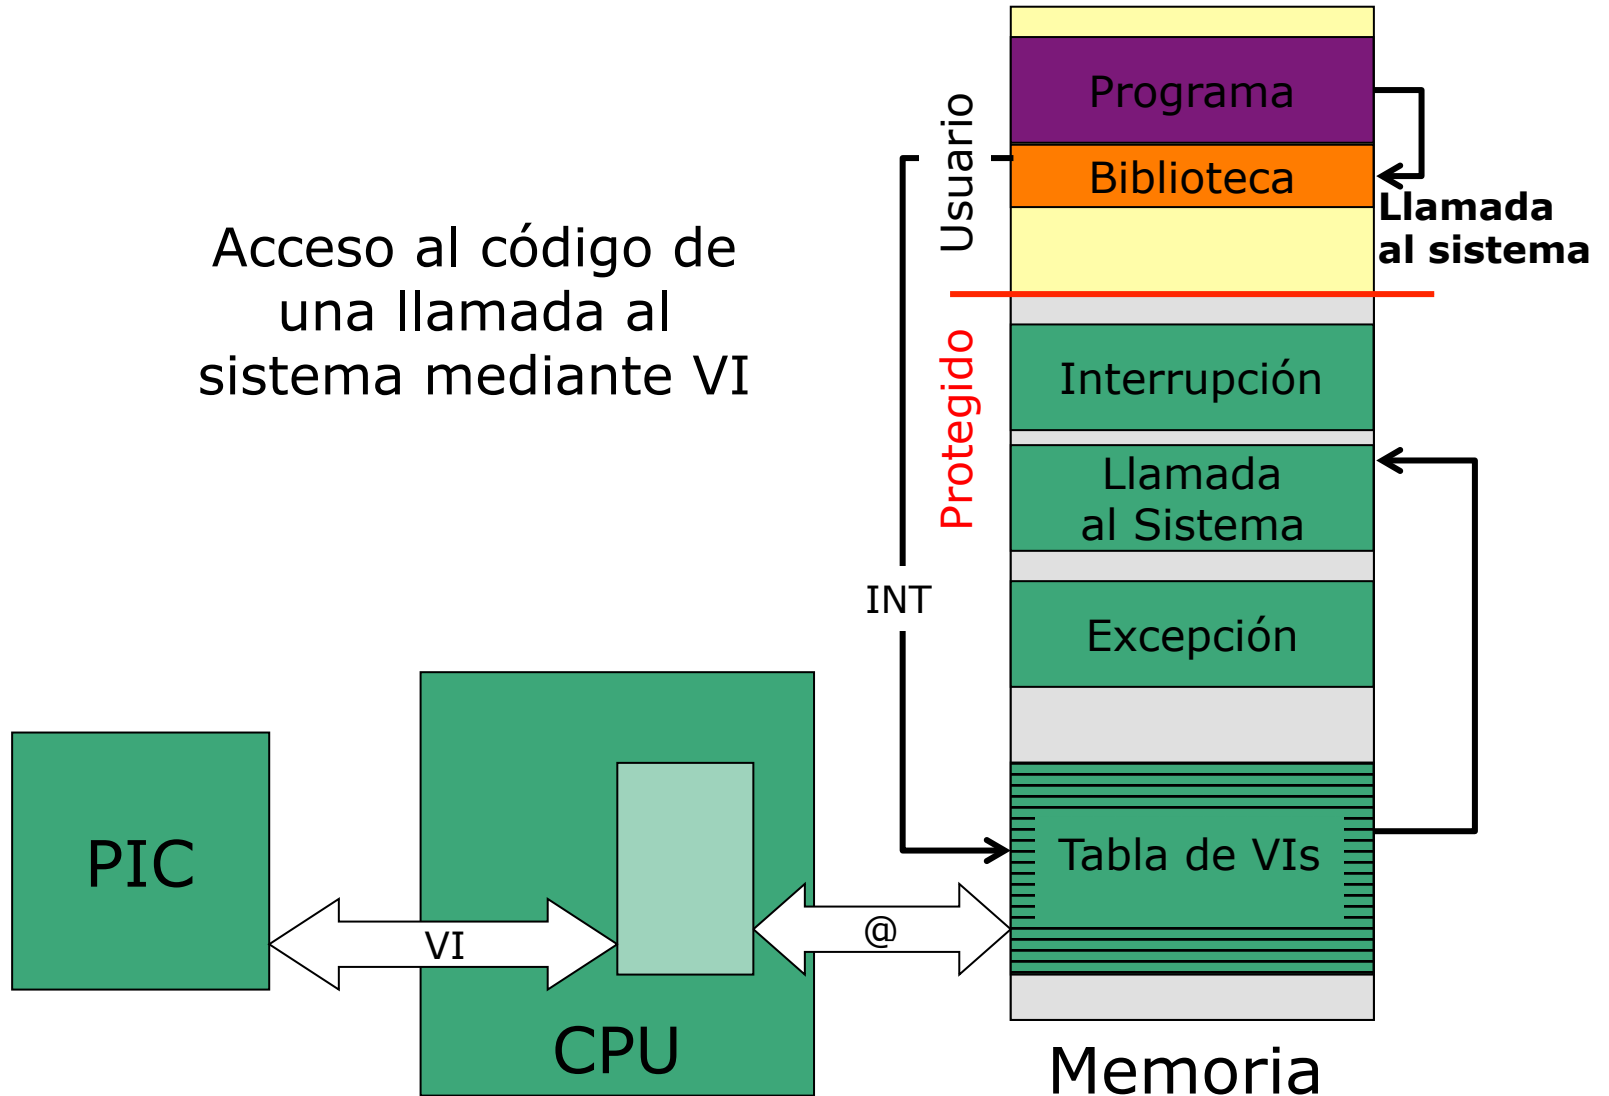 Acceso al código de
una llamada al
sistema mediante VI
Usuario
Protegido
Programa
Biblioteca
Llamada
al sistema
Interrupción
Llamada
al Sistema
Excepción
INT
Tabla de VIs
PIC
VI
@
CPU
Memoria